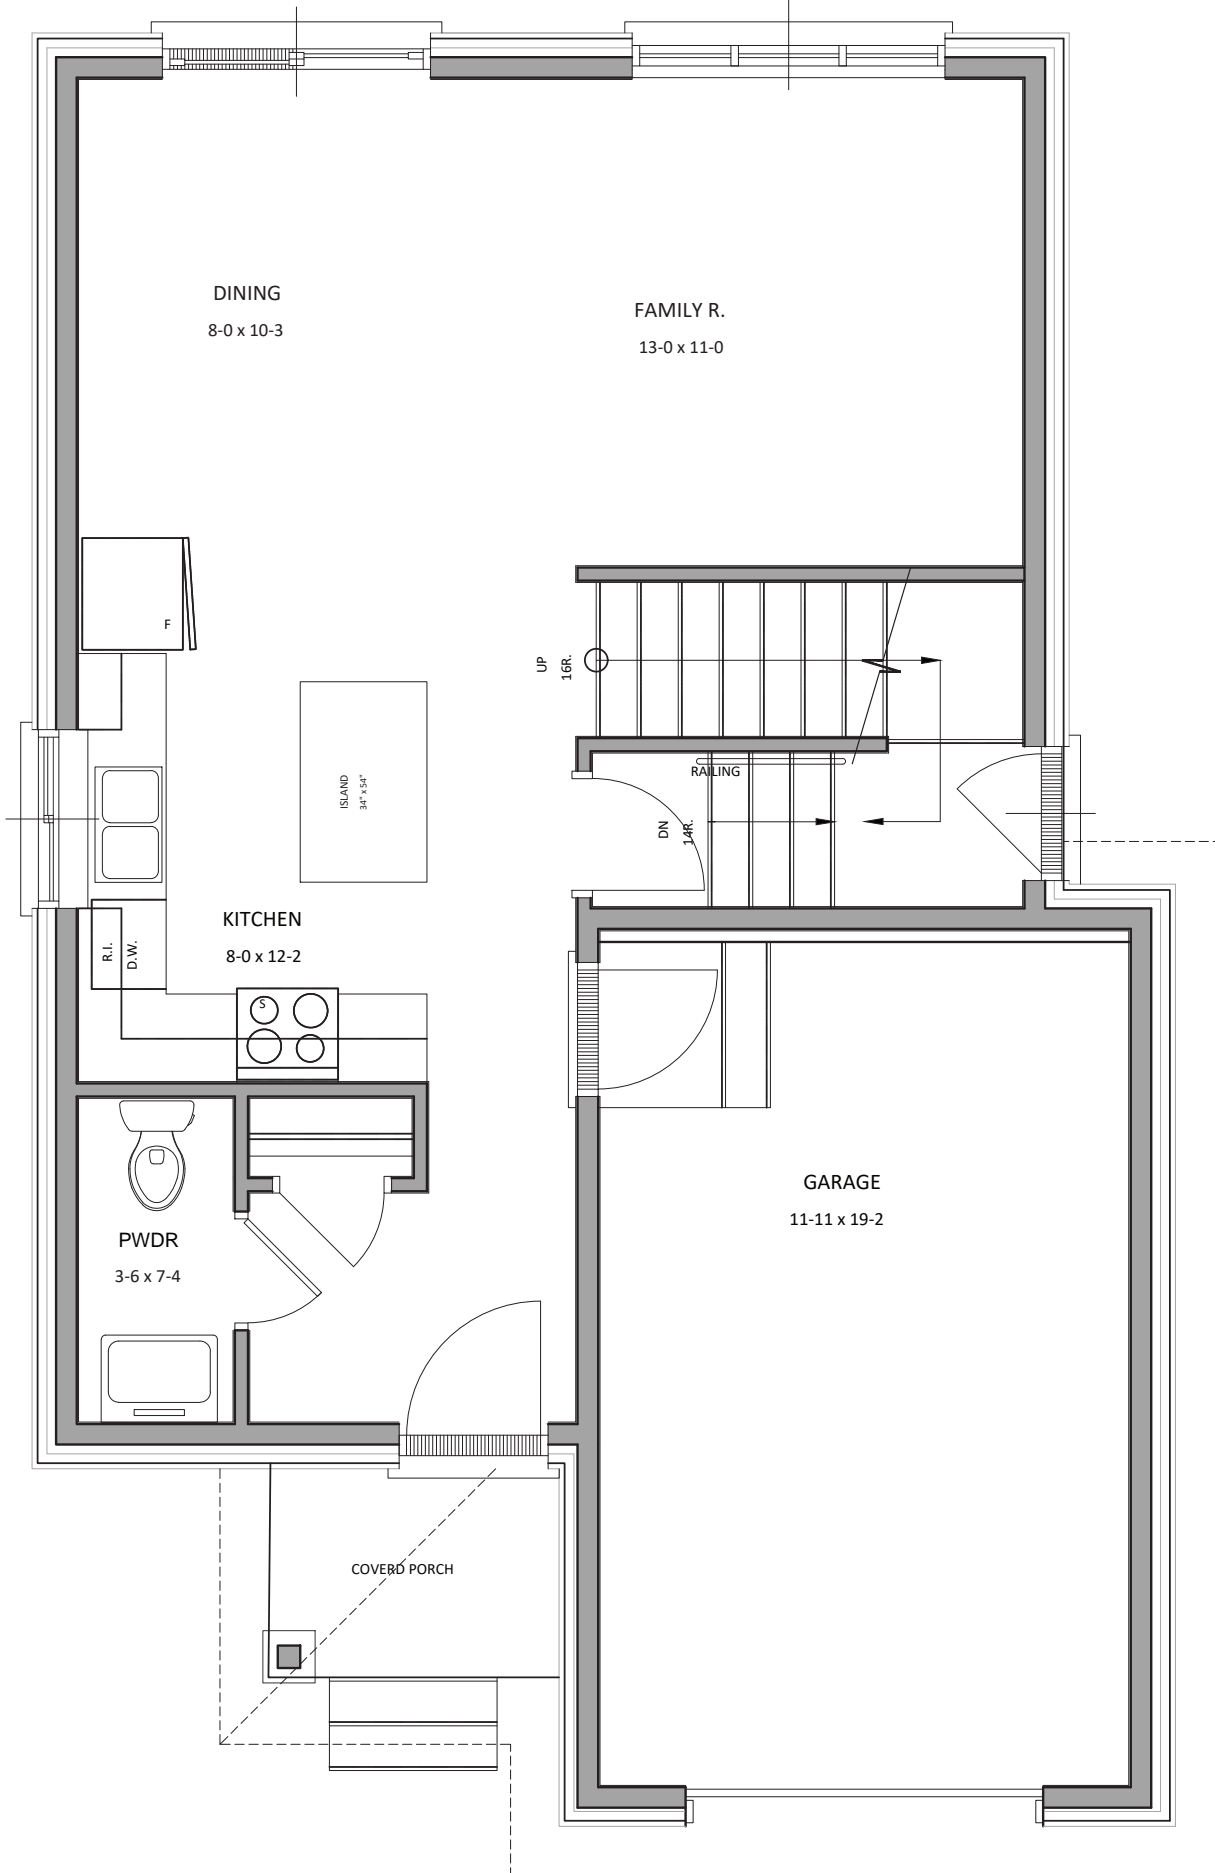 DINING
8-0 x 10-3
FAMILY R.
13-0 x 11-0
F
UP
16R.
RAILING
DN
14R.
ISLAND
34" x 54"
KITCHEN
8-0 x 12-2
R.I.
D.W.
S
GARAGE
11-11 x 19-2
PWDR
3-6 x 7-4
COVERD PORCH